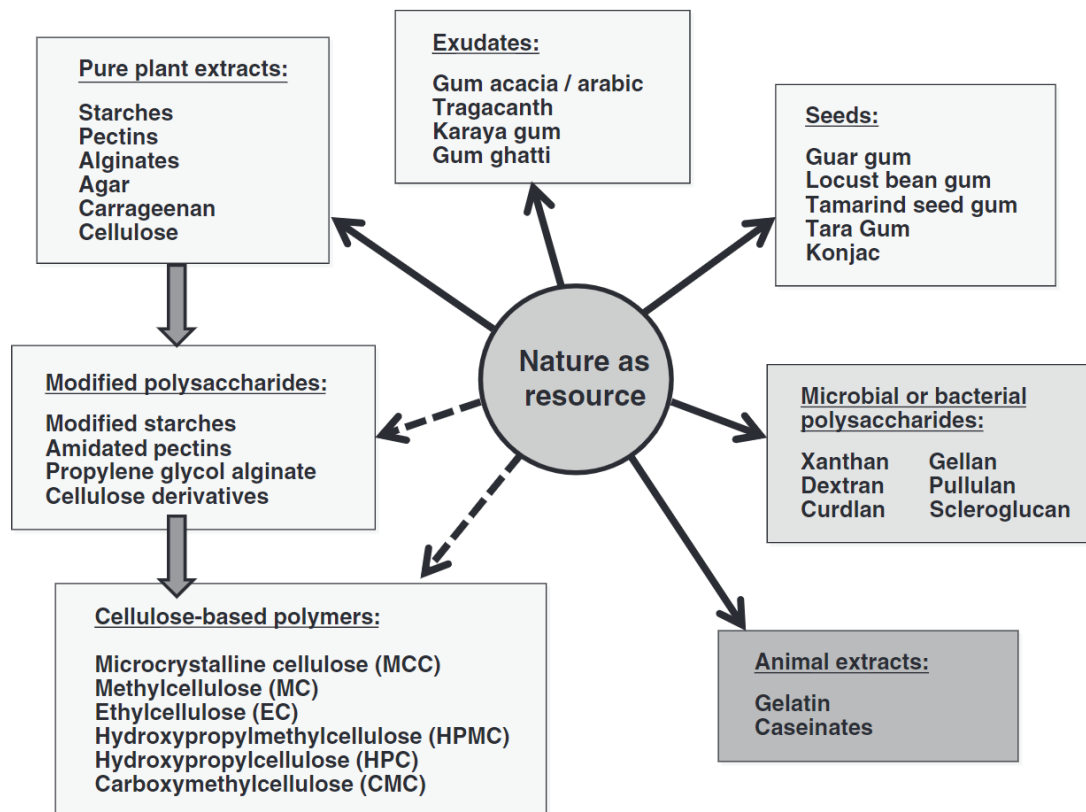 Pure plant extracts:
Starches
Pectins
Alginates
Agar
Carrageenan
Cellulose
Exudates:
Gum acacia / arabic
Tragacanth
Karaya gum
Gum ghatti
Seeds:
Guar gum
Locust bean gum
Tamarind seed gum
Tara Gum
Konjac
Nature as
resource
Modified polysaccharides:
Modified starches
Amidated pectins
Propylene glycol alginate
Cellulose derivatives
Microbial or bacterial
polysaccharides:
Xanthan Gellan
Dextran Pullulan
Curdlan Scleroglucan
Cellulose-based polymers:
Microcrystalline cellulose (MCC)
Methylcellulose (MC)
Ethylcellulose (EC)
Hydroxypropylmethylcellulose (HPMC)
Hydroxypropylcellulose (HPC)
Carboxymethylcellulose (CMC)
Animal extracts:
Gelatin
Caseinates